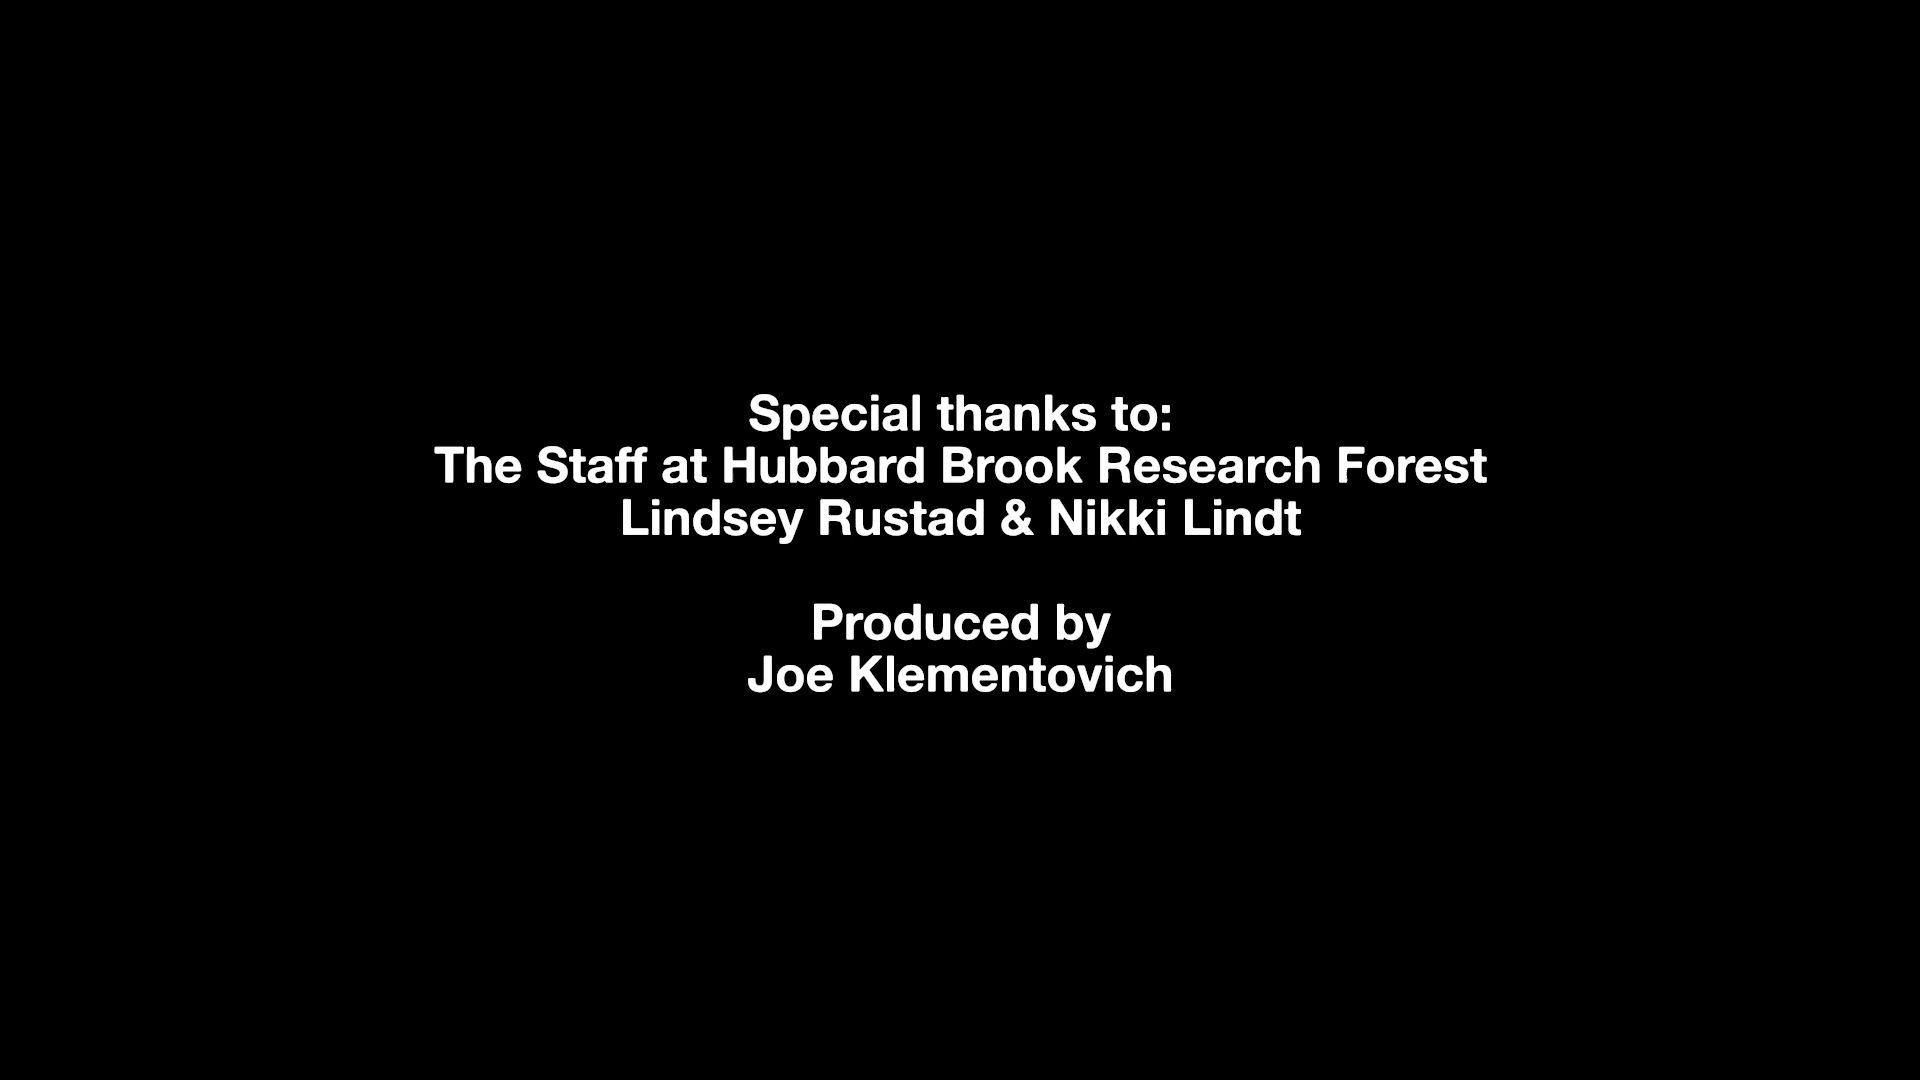 Special thanks to:
The Staff at Hubbard Brook Research Forest
Lindsey Rustad & Nikki Lindt
Produced by
Joe Klementovich